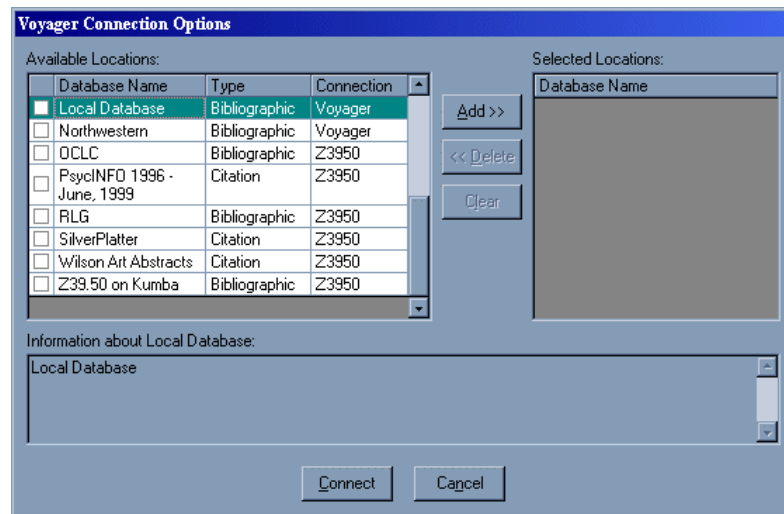 Voyager Connection Options
Available Locations:
Selected Locations:
Database Name Type Connection
Database Name
Local Database Bibliographic Voyager
Northwestern Bibliographic Voyager
OCLC Bibliographic Z3950
PsycINFO 1996 - Citation Z3950
June, 1999
RLG Bibliographic Z3950
SilverPlatter Citation Z3950
Wilson Art Abstracts Citation Z3950
Z39.50 on Kumba Bibliographic Z3950
Add >>
<< Delete
Clear
Information about Local Database:
Local Database
Connect Cancel